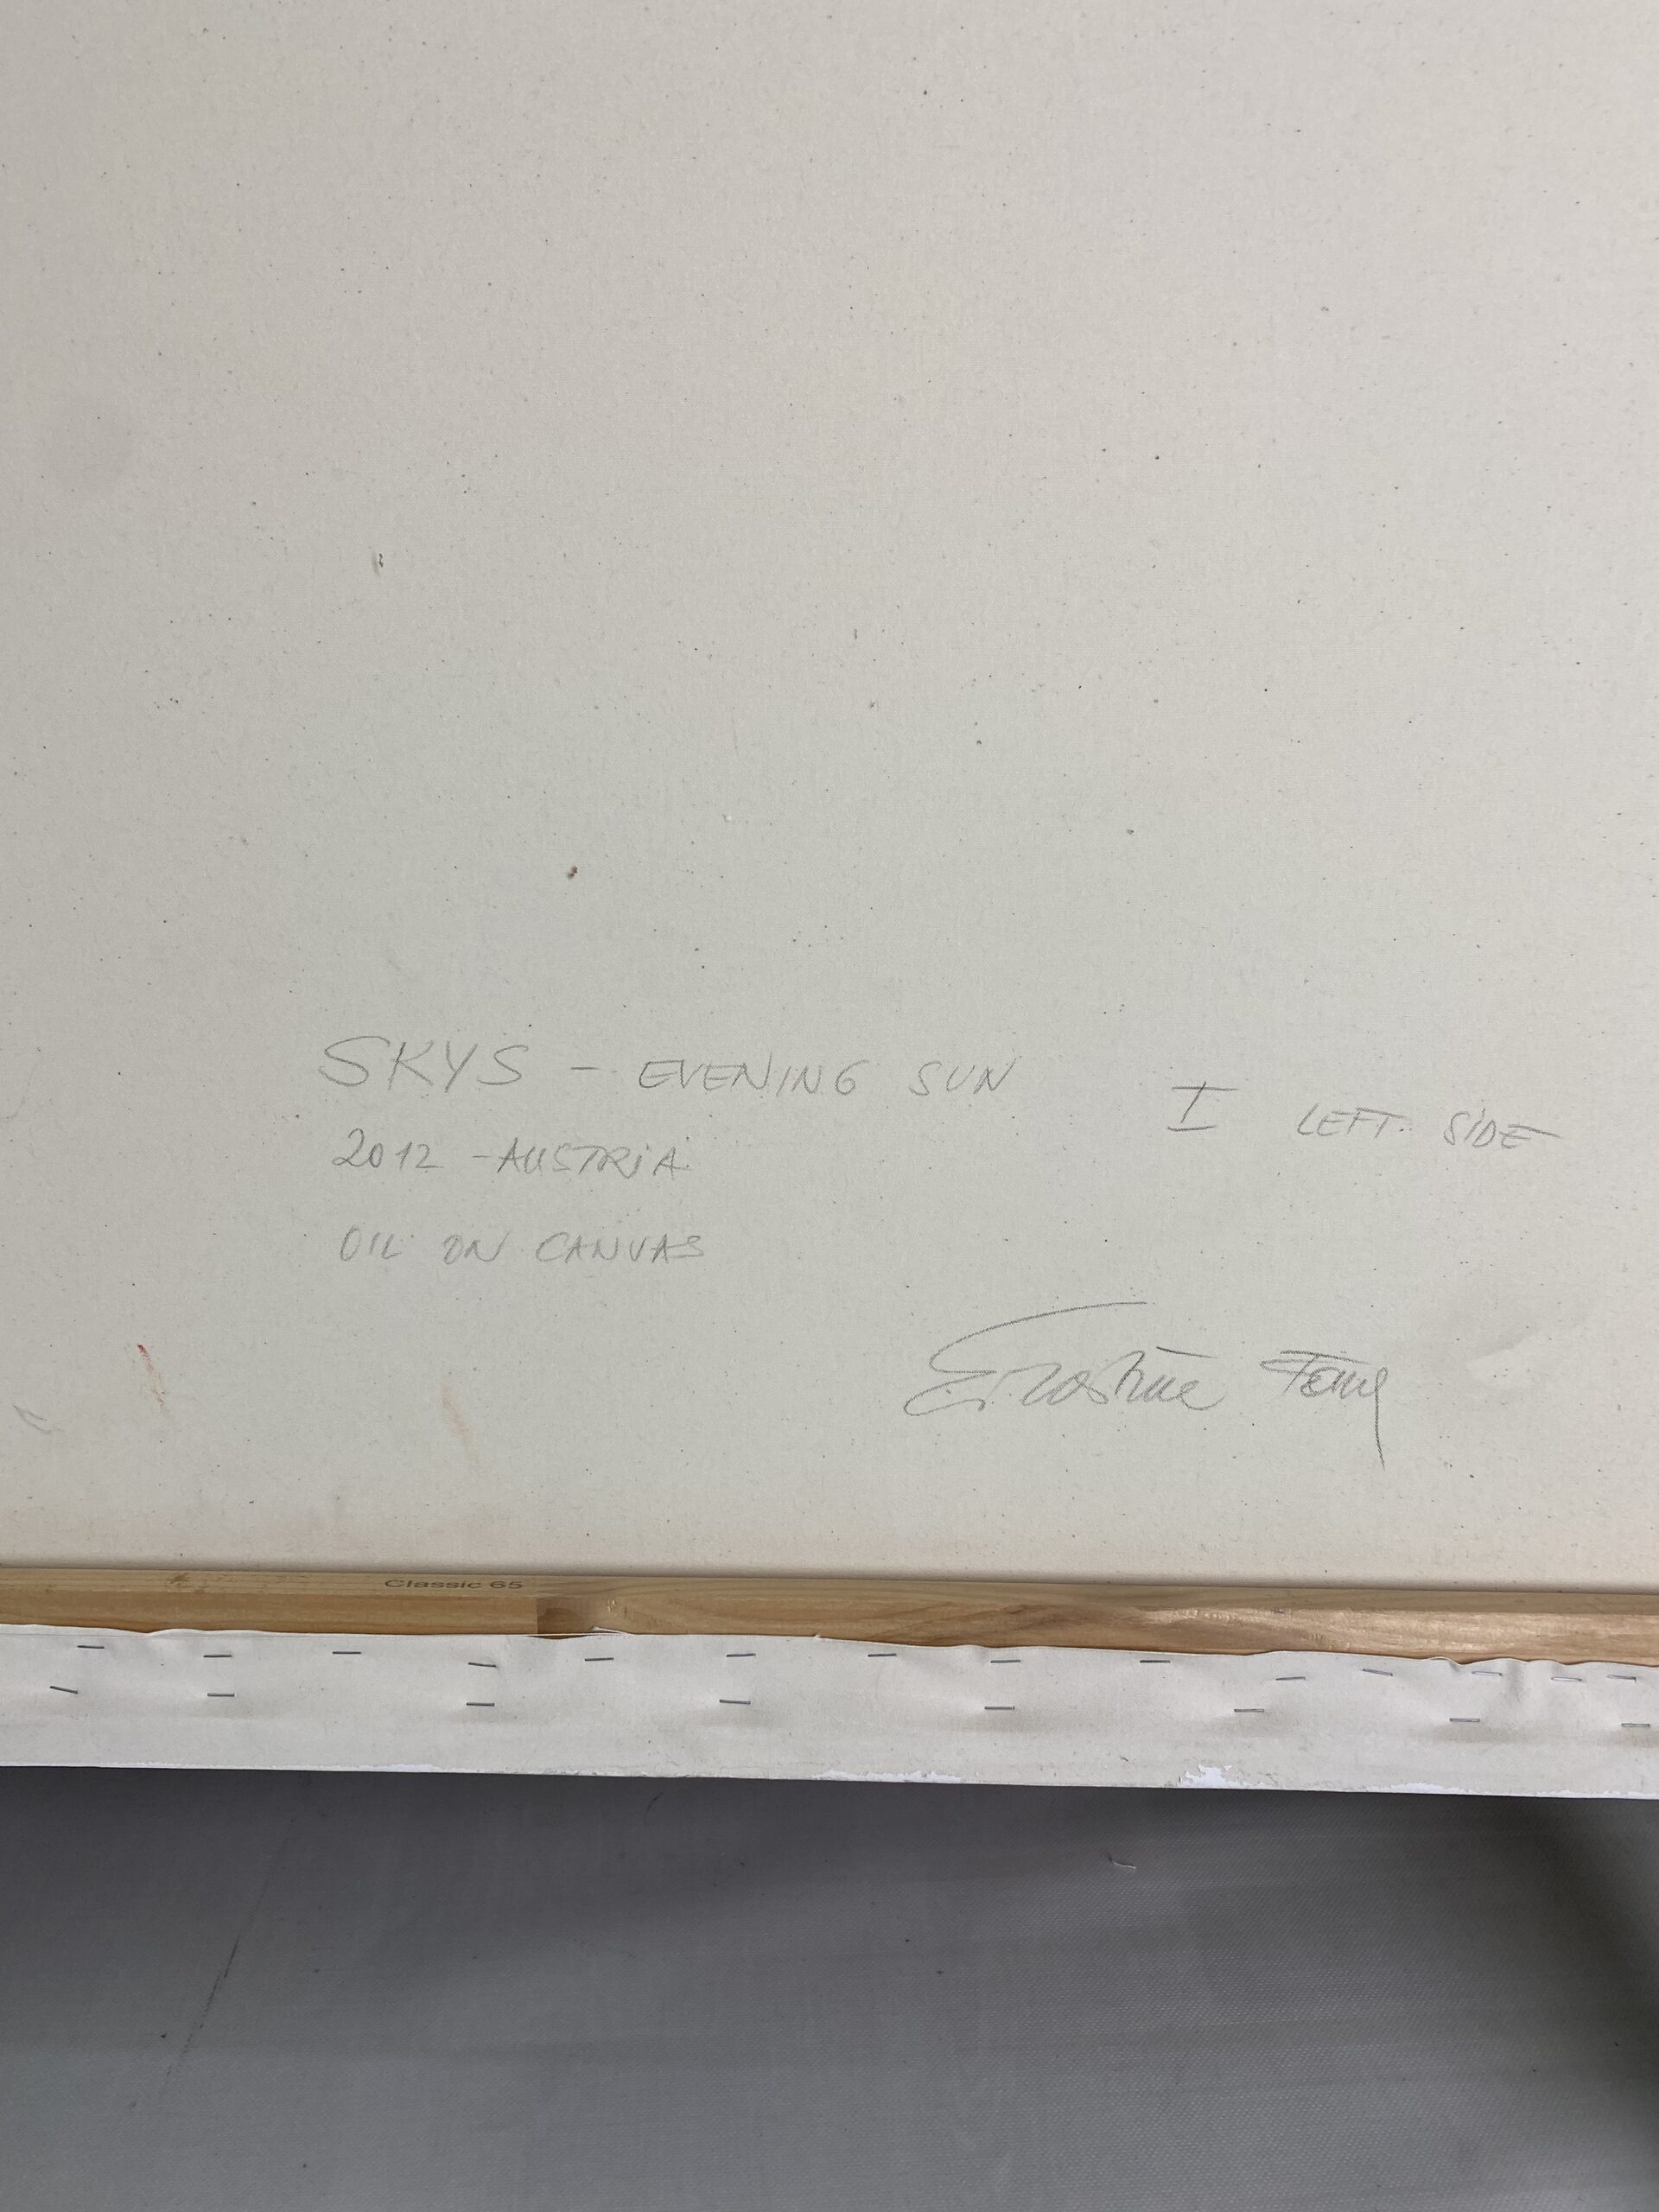 SKYS - EVENING SUN I LEFT SIDE
2012 - AUSTRIA
OIL ON CANVAS
Classic 65